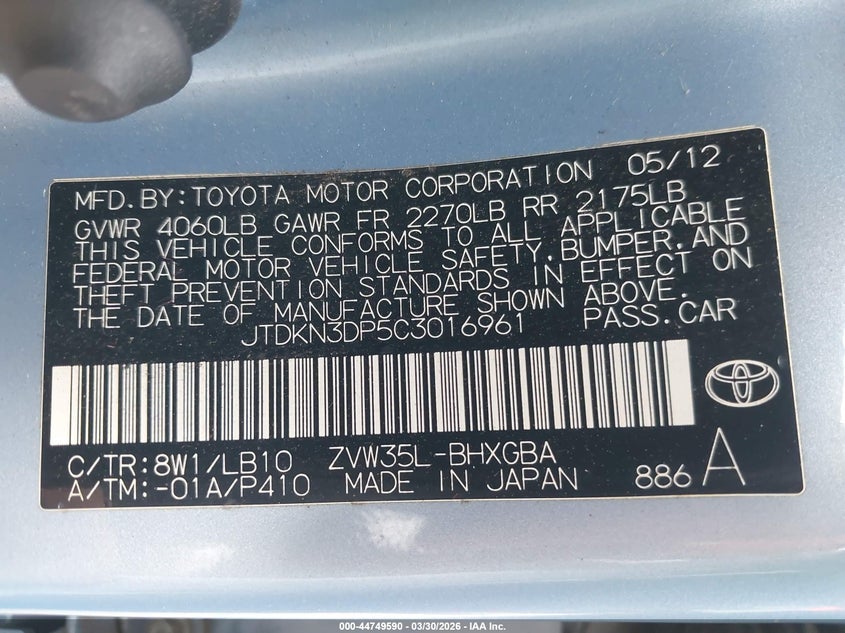 MFD.BY:TOYOTA MOTOR CORPORATION 05/12
GVWR 4060LB GAWR FR 2270LB RR 2175LB
THIS VEHICLE CONFORMS TO ALL APPLICABLE
FEDERAL MOTOR VEHICLE SAFETY,BUMPER,AND
THEFT PREVENTION STANDARDS IN EFFECT ON
THE DATE OF MANUFACTURE SHOWN ABOVE.
JTDKN3DP5C3016961 PASS.CAR
C/TR:8W1/LB10 ZVW35L-BHXGBA
A/TM:-01A/P410 MADE IN JAPAN 886 A
000-44749590 - 03/30/2026 - IAA Inc.